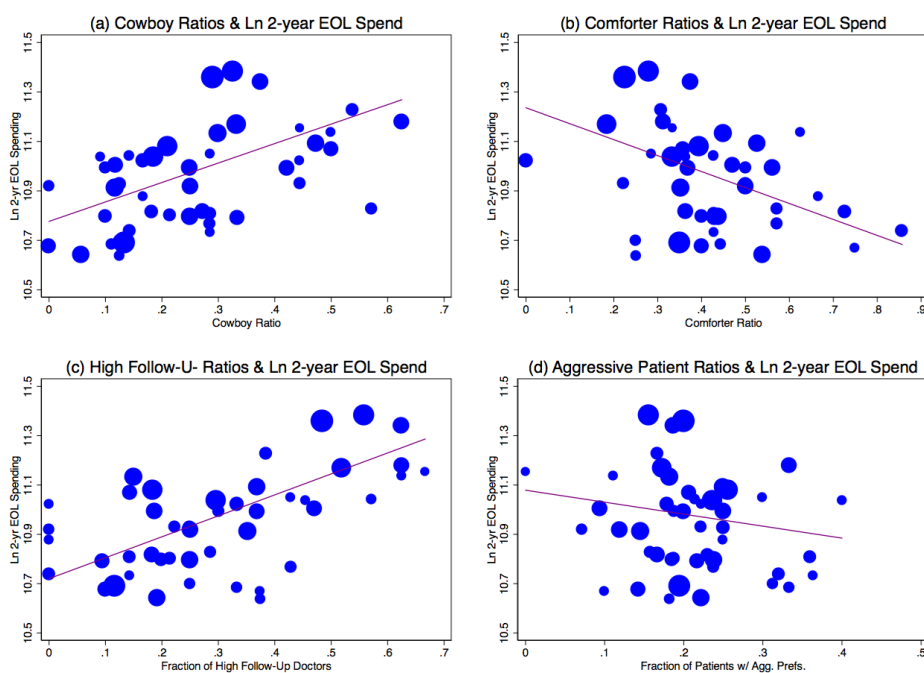 (a) Cowboy Ratios & Ln 2-year EOL Spend
Ln 2-yr EOL Spending
11.5
11.3
11.1
10.9
10.7
10.5
0 .1 .2 .3 .4 .5 .6 .7
Cowboy Ratio
(b) Comforter Ratios & Ln 2-year EOL Spend
Ln 2-yr EOL Spending
11.5
11.3
11.1
10.9
10.7
10.5
0 .1 .2 .3 .4 .5 .6 .7 .8 .9
Comforter Ratio
(c) High Follow-U- Ratios & Ln 2-year EOL Spend
Ln 2-yr EOL Spending
11.5
11.3
11.1
10.9
10.7
10.5
0 .1 .2 .3 .4 .5 .6 .7
Fraction of High Follow-Up Doctors
(d) Aggressive Patient Ratios & Ln 2-year EOL Spend
Ln 2-yr EOL Spending
11.5
11.3
11.1
10.9
10.7
10.5
0 .1 .2 .3 .4 .5
Fraction of Patients w/ Agg. Prefs.